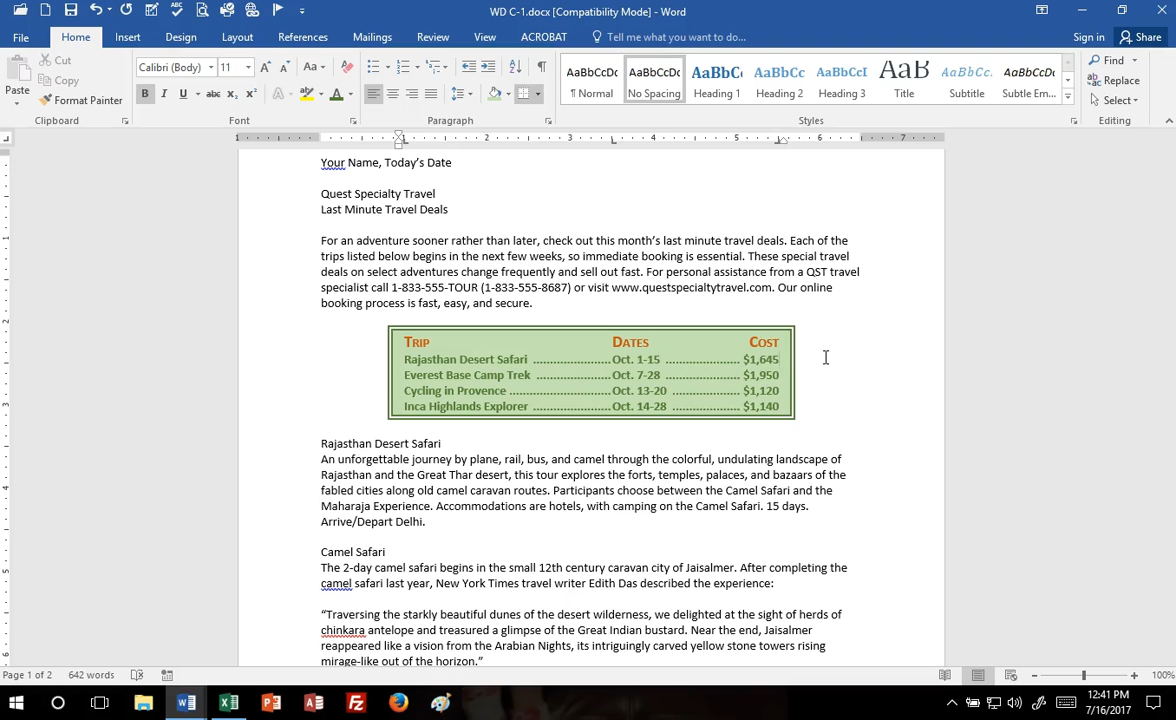 WD C-1.docx [Compatibility Mode] - Word
File Home Insert Design Layout References Mailings Review View ACROBAT Tell me what you want to do... Sign in Share
Cut
Copy
Format Painter
Paste
Clipboard
Calibri (Body) 11
Font
Paragraph
AaBbCcDc AaBbCcDc AaBbC AaBbCc AaBbCcI AaB AaBbCc. AaBbCcDc
¶ Normal No Spacing Heading 1 Heading 2 Heading 3 Title Subtitle Subtle Em...
Styles
Find
Replace
Select
Editing
1 1 2 3 4 5 6 7
Your Name, Today’s Date
Quest Specialty Travel
Last Minute Travel Deals
For an adventure sooner rather than later, check out this month’s last minute travel deals. Each of the
trips listed below begins in the next few weeks, so immediate booking is essential. These special travel
deals on select adventures change frequently and sell out fast. For personal assistance from a QST travel
specialist call 1-833-555-TOUR (1-833-555-8687) or visit www.questspecialtytravel.com. Our online
booking process is fast, easy, and secure.
Trip Dates Cost
Rajasthan Desert Safari ........................ Oct. 1-15 ....................... $1,645
Everest Base Camp Trek ....................... Oct. 7-28 ....................... $1,950
Cycling in Provence ............................... Oct. 13-20 ..................... $1,120
Inca Highlands Explorer ........................ Oct. 14-28 ..................... $1,140
Rajasthan Desert Safari
An unforgettable journey by plane, rail, bus, and camel through the colorful, undulating landscape of
Rajasthan and the Great Thar desert, this tour explores the forts, temples, palaces, and bazaars of the
fabled cities along old camel caravan routes. Participants choose between the Camel Safari and the
Maharaja Experience. Accommodations are hotels, with camping on the Camel Safari. 15 days.
Arrive/Depart Delhi.
Camel Safari
The 2-day camel safari begins in the small 12th century caravan city of Jaisalmer. After completing the
camel safari last year, New York Times travel writer Edith Das described the experience:
“Traversing the starkly beautiful dunes of the desert wilderness, we delighted at the sight of herds of
chinkara antelope and treasured a glimpse of the Great Indian bustard. Near the end, Jaisalmer
reappeared like a vision from the Arabian Nights, its intriguingly carved yellow stone towers rising
mirage-like out of the horizon.”
Page 1 of 2 642 words 100%
12:41 PM
7/16/2017